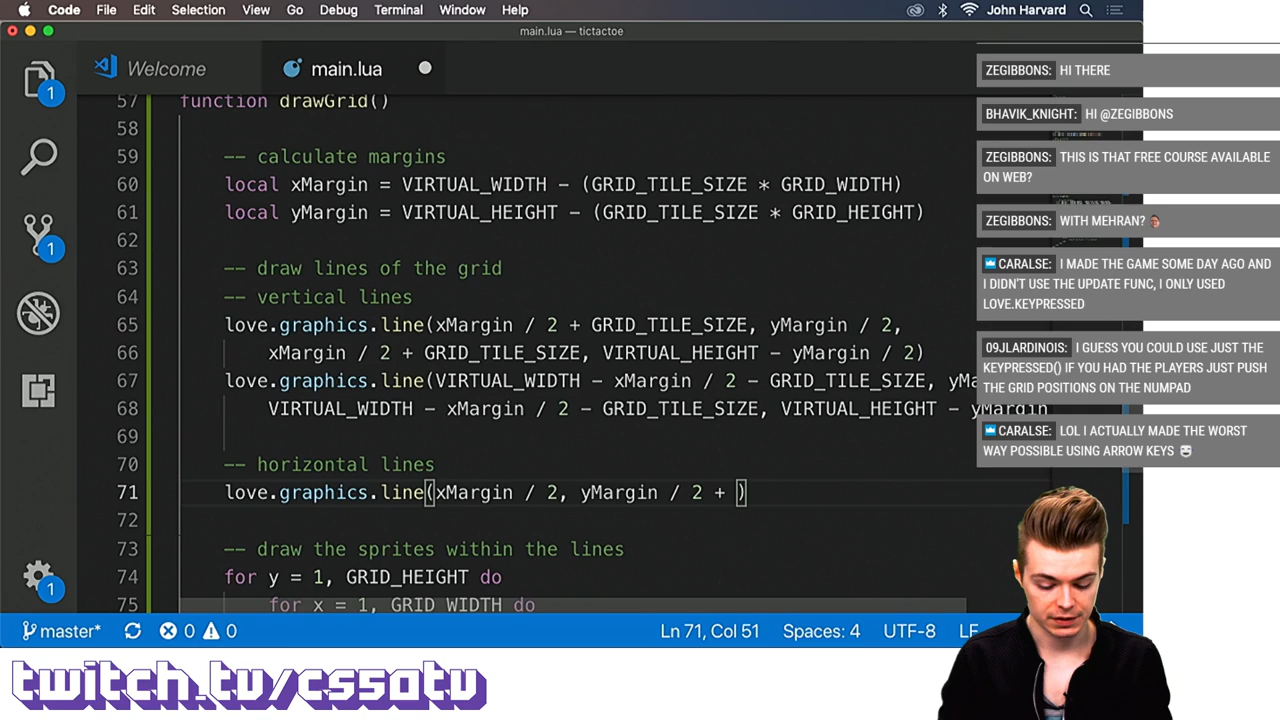 Code File Edit Selection View Go Debug Terminal Window Help John Harvard
main.lua — tictactoe
Welcome main.lua
57 function drawGrid()
58
59 -- calculate margins
60 local xMargin = VIRTUAL_WIDTH - (GRID_TILE_SIZE * GRID_WIDTH)
61 local yMargin = VIRTUAL_HEIGHT - (GRID_TILE_SIZE * GRID_HEIGHT)
62
63 -- draw lines of the grid
64 -- vertical lines
65 love.graphics.line(xMargin / 2 + GRID_TILE_SIZE, yMargin / 2,
66 xMargin / 2 + GRID_TILE_SIZE, VIRTUAL_HEIGHT - yMargin / 2)
67 love.graphics.line(VIRTUAL_WIDTH - xMargin / 2 - GRID_TILE_SIZE, yMa
68 VIRTUAL_WIDTH - xMargin / 2 - GRID_TILE_SIZE, VIRTUAL_HEIGHT - yMargin
69
70 -- horizontal lines
71 love.graphics.line(xMargin / 2, yMargin / 2 + )
72
73 -- draw the sprites within the lines
74 for y = 1, GRID_HEIGHT do
75 for x = 1, GRID_WIDTH do
1
1
1
master* 0 0 Ln 71, Col 51 Spaces: 4 UTF-8 LF
ZEGIBBONS: HI THERE
BHAVIK_KNIGHT: HI @ZEGIBBONS
ZEGIBBONS: THIS IS THAT FREE COURSE AVAILABLE
ON WEB?
ZEGIBBONS: WITH MEHRAN?
CARALSE: I MADE THE GAME SOME DAY AGO AND
I DIDN'T USE THE UPDATE FUNC, I ONLY USED
LOVE.KEYPRESSED
09JLARDINOIS: I GUESS YOU COULD USE JUST THE
KEYPRESSED() IF YOU HAD THE PLAYERS JUST PUSH
THE GRID POSITIONS ON THE NUMPAD
CARALSE: LOL I ACTUALLY MADE THE WORST
WAY POSSIBLE USING ARROW KEYS
twitch.tv/cs50tv